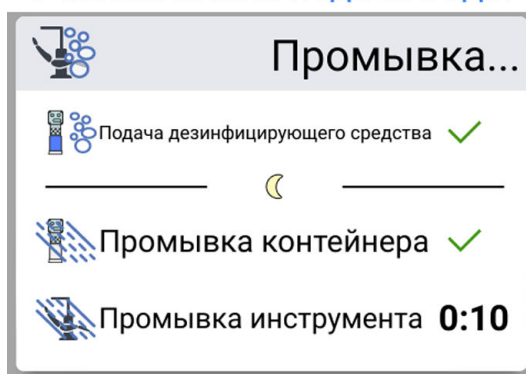 Промывка...
Подача дезинфицирующего средства
Промывка контейнера
Промывка инструмента 0:10